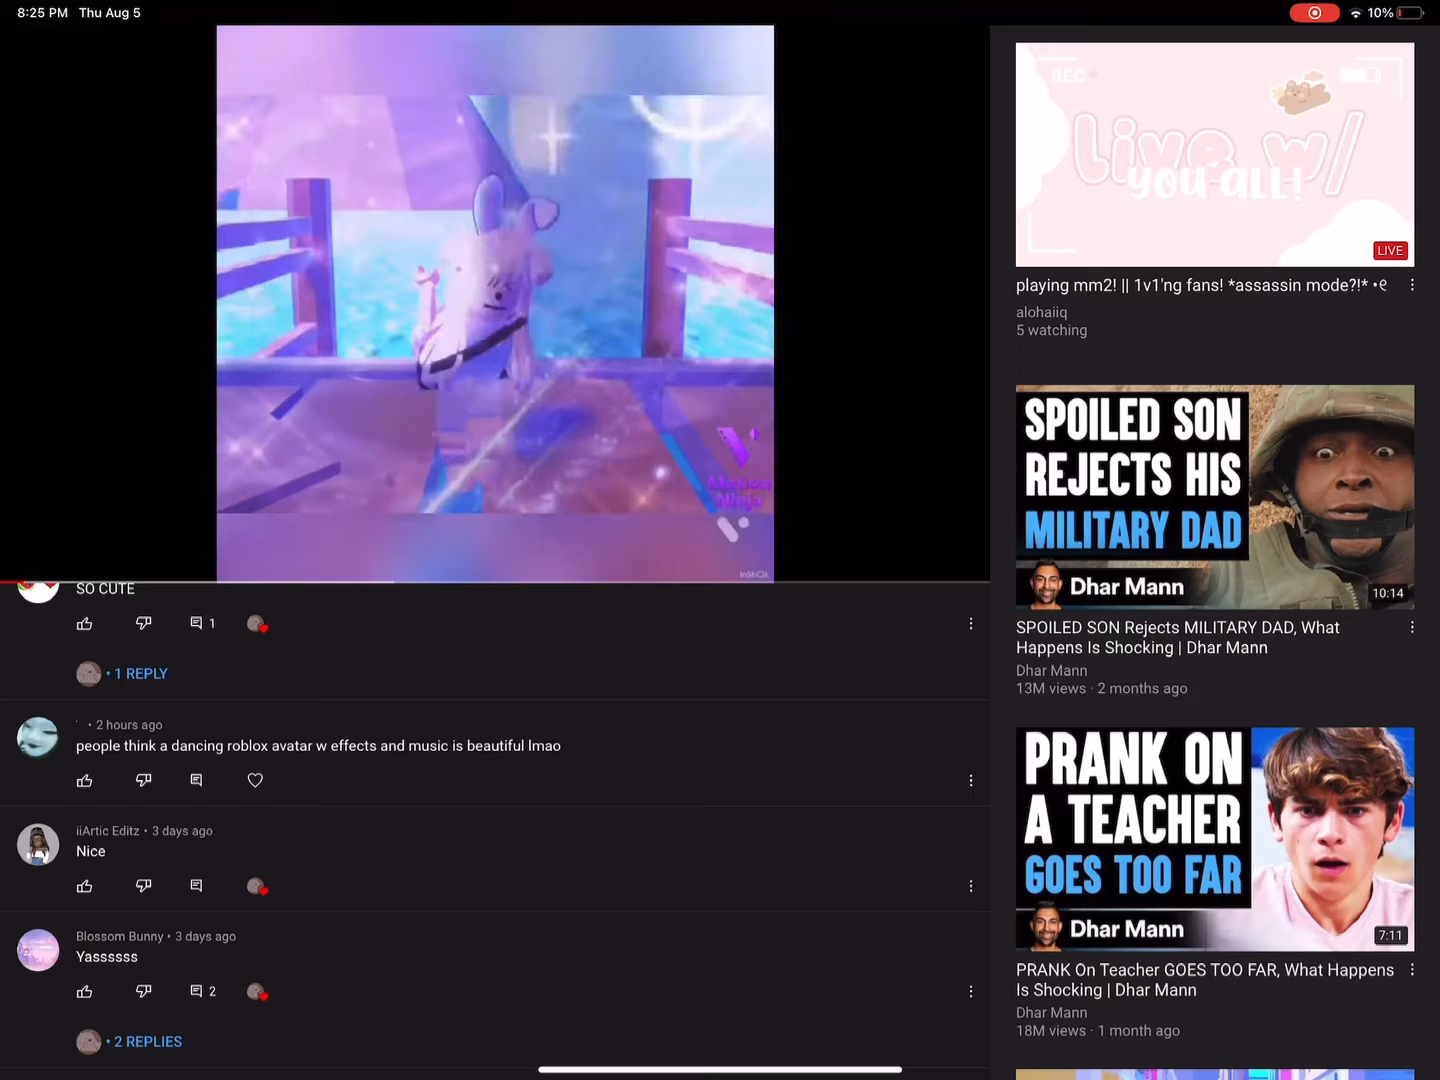 8:25 PM Thu Aug 5
10%
Motion
Ninja
InShOt
SO CUTE
1
• 1 REPLY
• 2 hours ago
people think a dancing roblox avatar w effects and music is beautiful lmao
iiArtic Editz • 3 days ago
Nice
Blossom Bunny • 3 days ago
Yassssss
2
• 2 REPLIES
REC
Live w/
you all!
LIVE
playing mm2! || 1v1'ng fans! *assassin mode?!* •୧
alohaiiq
5 watching
SPOILED SON
REJECTS HIS
MILITARY DAD
Dhar Mann
10:14
SPOILED SON Rejects MILITARY DAD, What
Happens Is Shocking | Dhar Mann
Dhar Mann
13M views · 2 months ago
PRANK ON
A TEACHER
GOES TOO FAR
Dhar Mann
7:11
PRANK On Teacher GOES TOO FAR, What Happens
Is Shocking | Dhar Mann
Dhar Mann
18M views · 1 month ago